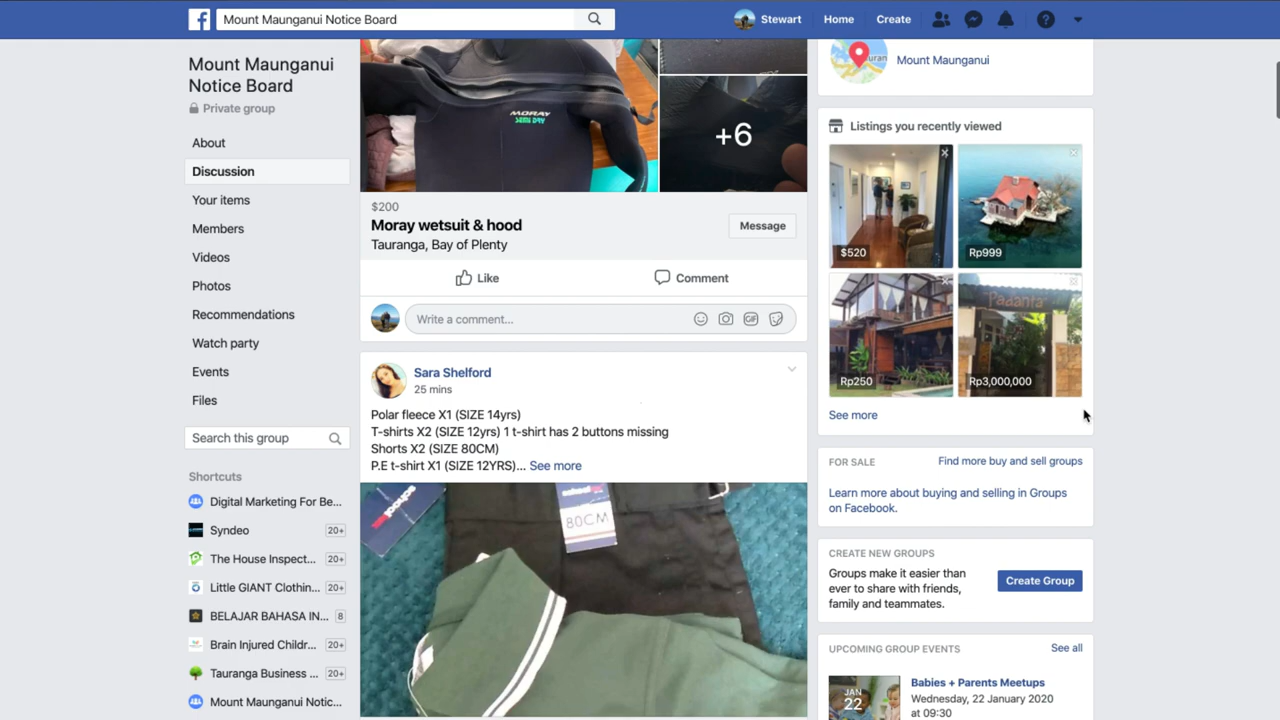 Mount Maunganui Notice Board
Stewart
Home
Create
Mount Maunganui
Notice Board
Private group
About
Discussion
Your items
Members
Videos
Photos
Recommendations
Watch party
Events
Files
Search this group
Shortcuts
Digital Marketing For Be...
Syndeo
20+
The House Inspect...
20+
Little GIANT Clothin...
20+
BELAJAR BAHASA IN...
8
Brain Injured Childr...
20+
Tauranga Business ...
20+
Mount Maunganui Notic...
MORAY
SEMI DRY
+6
$200
Moray wetsuit & hood
Tauranga, Bay of Plenty
Message
Like
Comment
Write a comment...
GIF
Sara Shelford
25 mins
Polar fleece X1 (SIZE 14yrs)
T-shirts X2 (SIZE 12yrs) 1 t-shirt has 2 buttons missing
Shorts X2 (SIZE 80CM)
P.E t-shirt X1 (SIZE 12YRS)... See more
80CM
uran
Mount Maunganui
Listings you recently viewed
$520
Rp999
Rp250
Rp3,000,000
See more
FOR SALE
Find more buy and sell groups
Learn more about buying and selling in Groups
on Facebook.
CREATE NEW GROUPS
Groups make it easier than
ever to share with friends,
family and teammates.
Create Group
UPCOMING GROUP EVENTS
See all
JAN
22
Babies + Parents Meetups
Wednesday, 22 January 2020
at 09:30